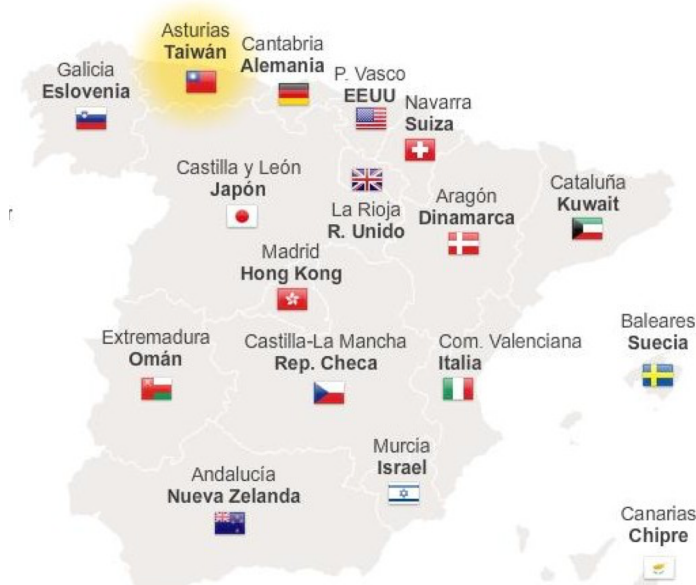 Asturias
Taiwán
Cantabria
Alemania
Galicia
Eslovenia
P. Vasco
EEUU
Navarra
Suiza
Castilla y León
Japón
La Rioja
R. Unido
Aragón
Dinamarca
Cataluña
Kuwait
r
Madrid
Hong Kong
Extremadura
Omán
Castilla-La Mancha
Rep. Checa
Com. Valenciana
Italia
Baleares
Suecia
Murcia
Israel
Andalucía
Nueva Zelanda
Canarias
Chipre